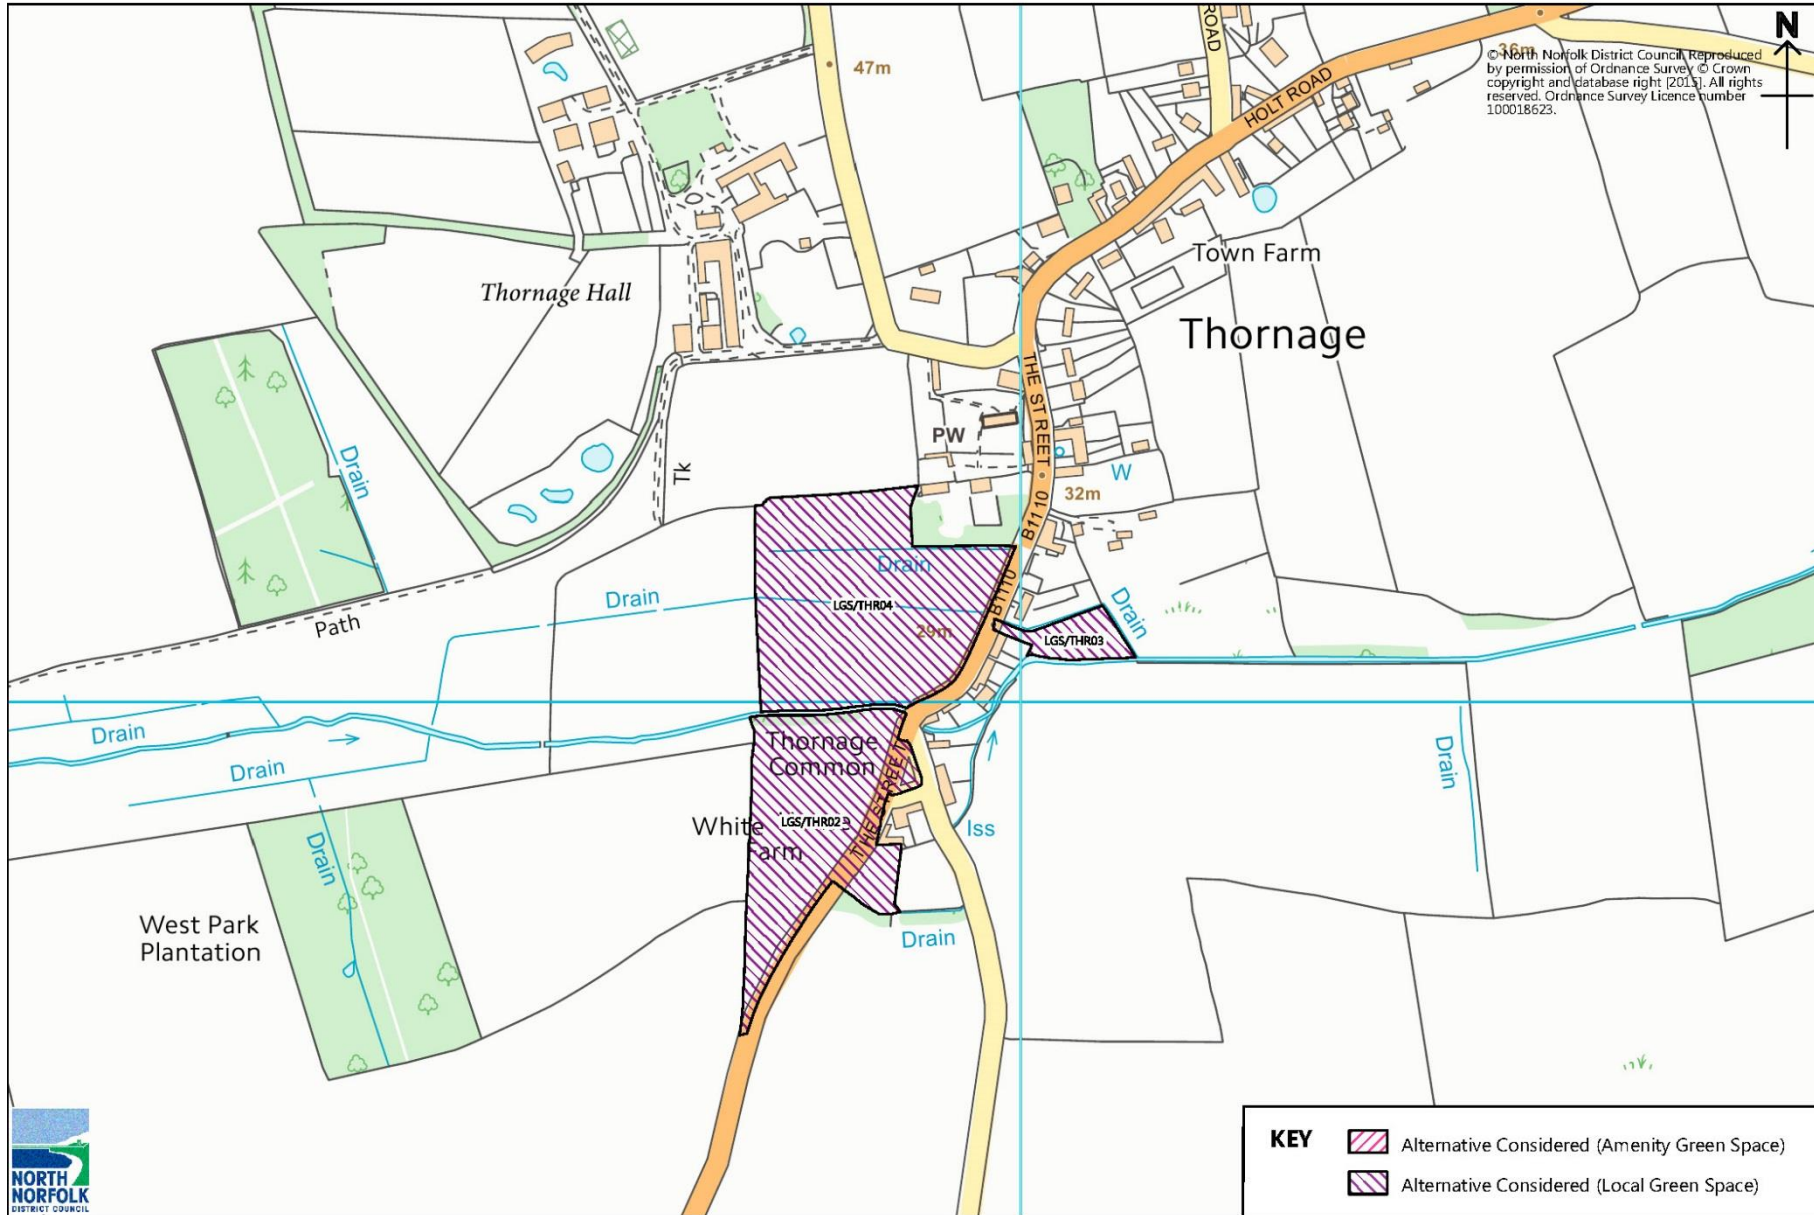 N
© North Norfolk District Council. Reproduced
by permission of Ordnance Survey © Crown
copyright and database right [2015]. All rights
reserved. Ordnance Survey Licence number
100018623.
36m
ROAD
47m
HOLT ROAD
Town Farm
Thornage Hall
Thornage
THE STREET
PW
Drain
Tk
W
32m
B1110
Drain
B1110
Drain
LGS/THR04
Drain
29m
LGS/THR03
Path
Drain
Thornage
Common
Drain
THE STREET
Drain
White
LGS/THR02
Farm
Iss
Drain
West Park
Plantation
Drain
NORTH
NORFOLK
DISTRICT COUNCIL
KEY
Alternative Considered (Amenity Green Space)
Alternative Considered (Local Green Space)